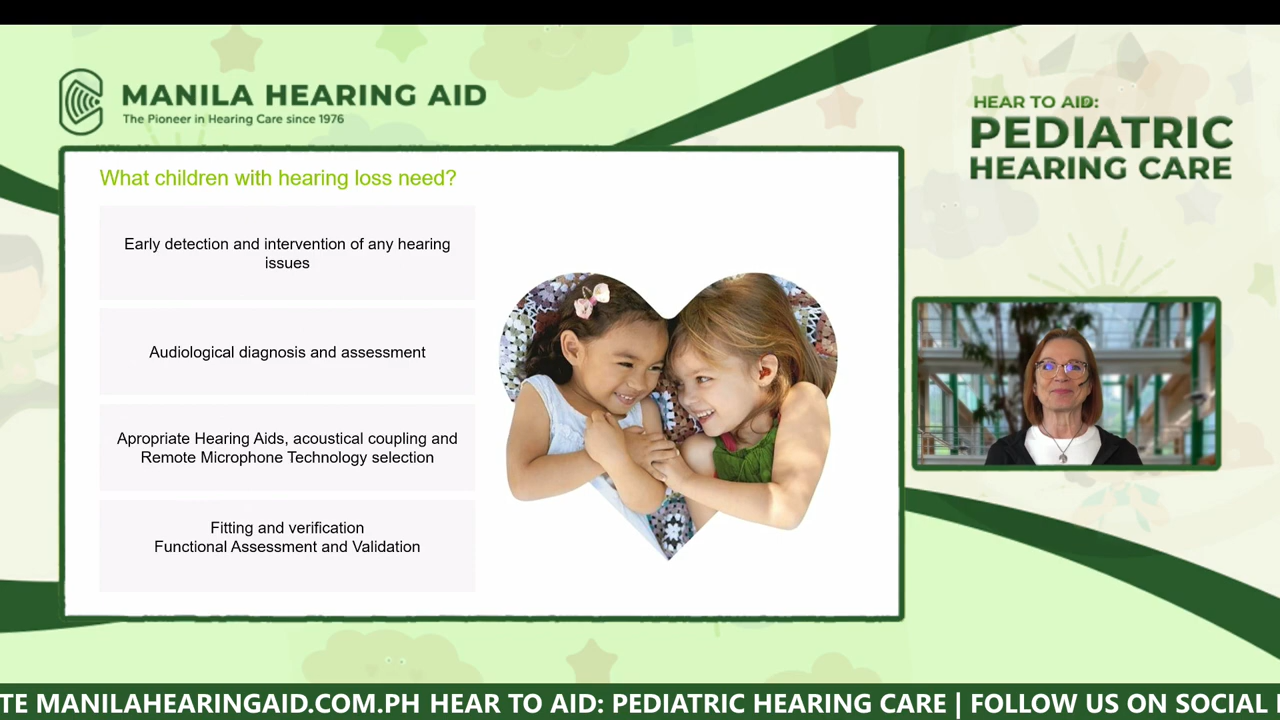 MANILA HEARING AID
The Pioneer in Hearing Care since 1976
HEAR TO AID:
PEDIATRIC
HEARING CARE
What children with hearing loss need?
Early detection and intervention of any hearing
issues
Audiological diagnosis and assessment
Apropriate Hearing Aids, acoustical coupling and
Remote Microphone Technology selection
Fitting and verification
Functional Assessment and Validation
TE MANILAHEARINGAID.COM.PH HEAR TO AID: PEDIATRIC HEARING CARE | FOLLOW US ON SOCIAL